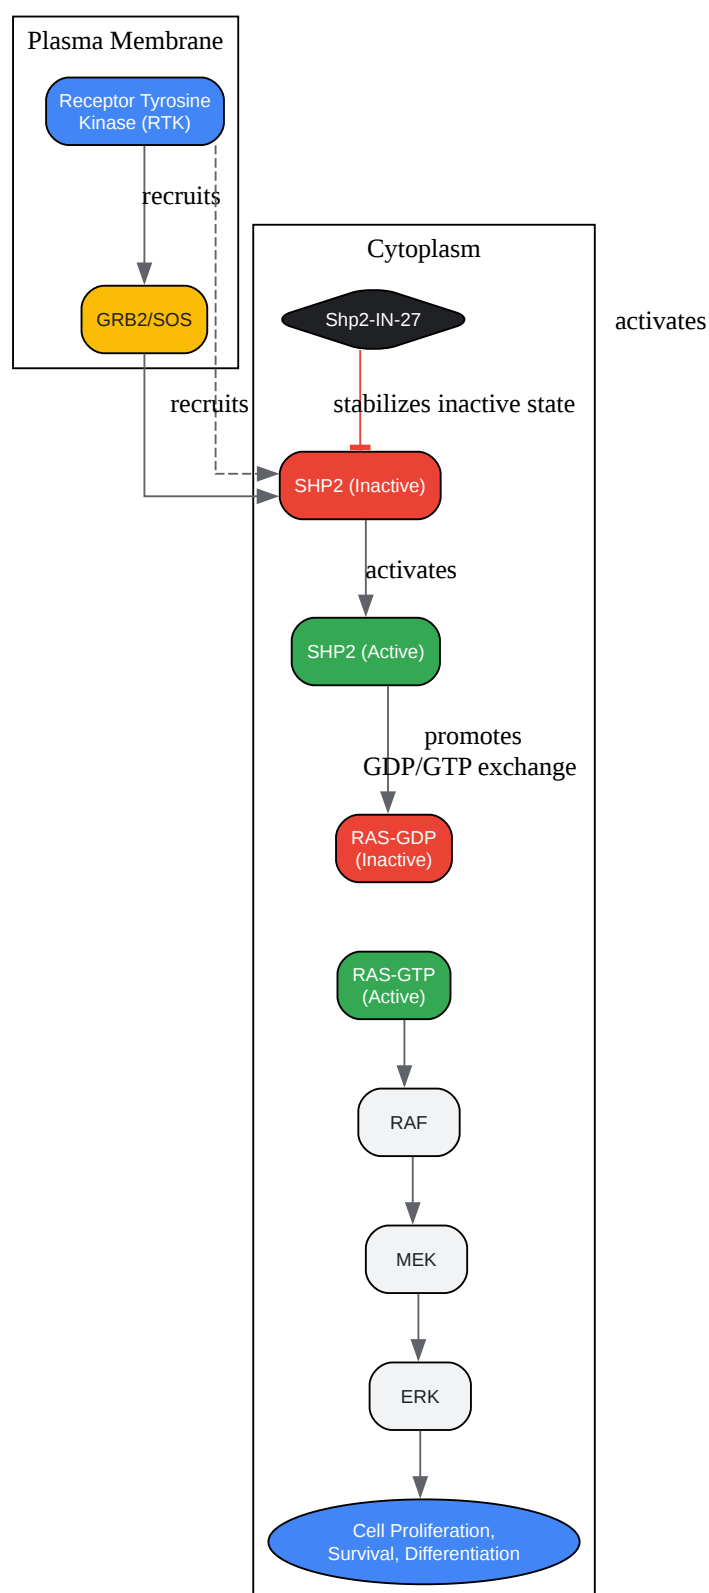 Plasma Membrane
Receptor Tyrosine
Kinase (RTK)
recruits
GRB2/SOS
recruits
Cytoplasm
Shp2-IN-27
activates
stabilizes inactive state
SHP2 (Inactive)
activates
SHP2 (Active)
promotes
GDP/GTP exchange
RAS-GDP
(Inactive)
RAS-GTP
(Active)
RAF
MEK
ERK
Cell Proliferation,
Survival, Differentiation